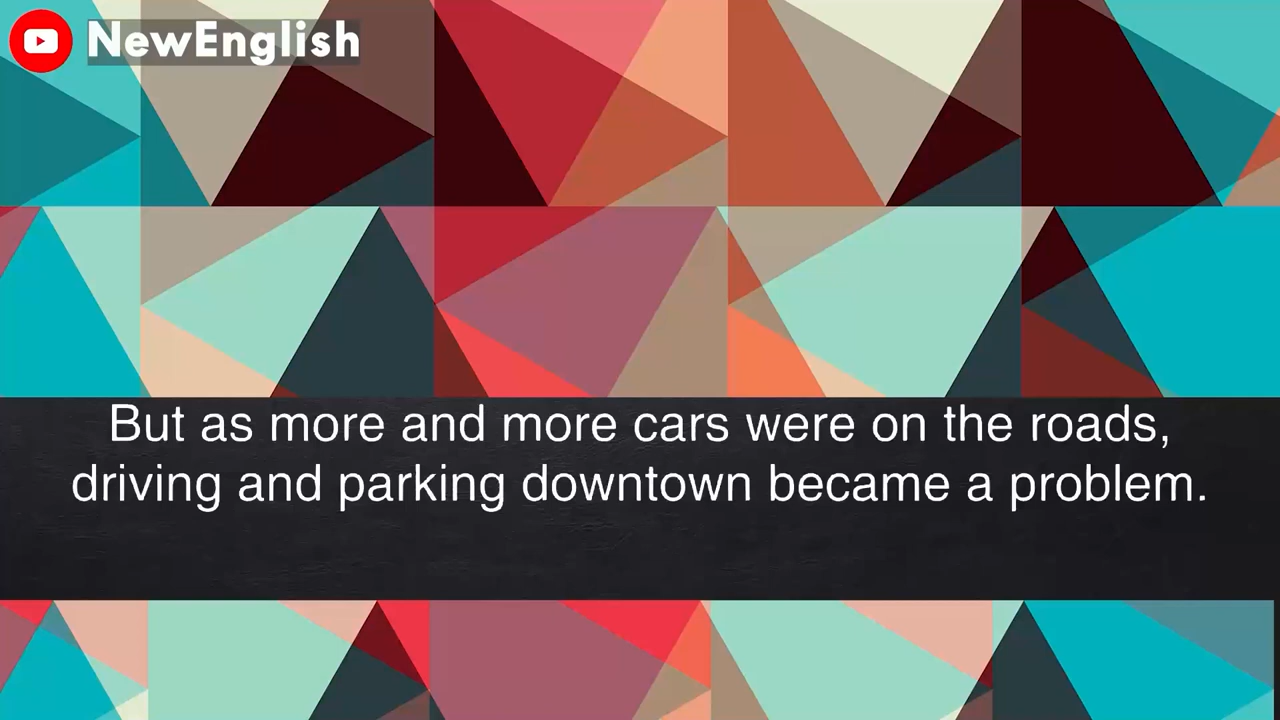 NewEnglish
But as more and more cars were on the roads,
driving and parking downtown became a problem.